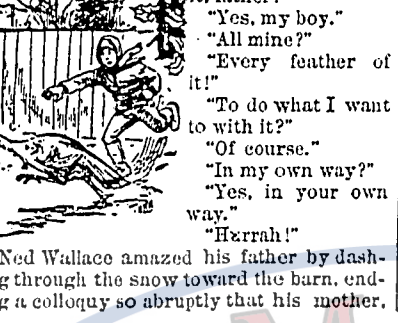 "Yes, my boy."
"All mine?"
"Every feather of
it!"
"To do what I want
to with it?"
"Of course."
"In my own way?"
"Yes, in your own
way."
"Hurrah!"
Ned Wallace amazed his father by dash-
g through the snow toward the barn, end-
g a colloquy so abruptly that his mother,